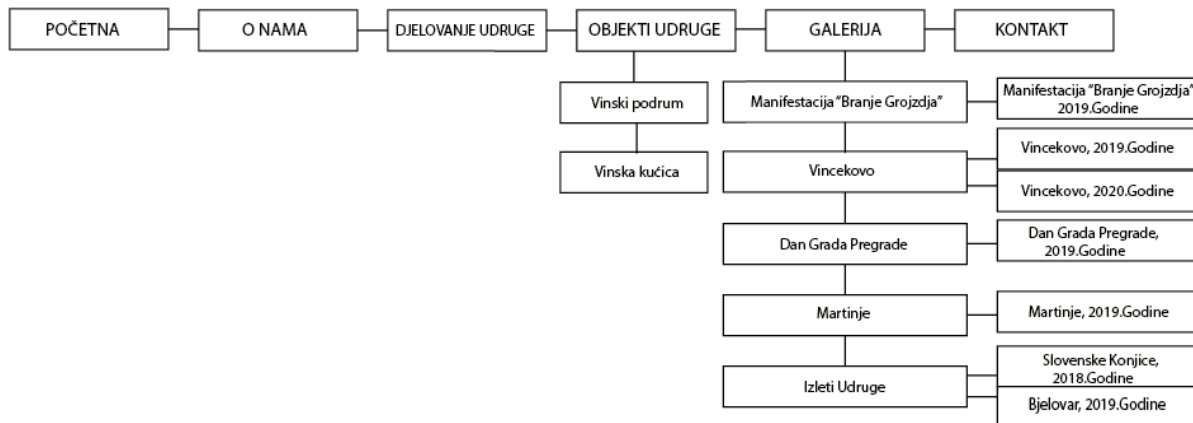 POČETNA
O NAMA
DJELOVANJE UDRUGE
OBJEKTI UDRUGE
GALERIJA
KONTAKT
Vinski podrum
Vinska kućica
Manifestacija "Branje Grojzdja"
Manifestacija "Branje Grojzdja"
2019.Godine
Vincekovo
Vincekovo, 2019.Godine
Vincekovo, 2020.Godine
Dan Grada Pregrade
Dan Grada Pregrade,
2019.Godine
Martinje
Martinje, 2019.Godine
Izleti Udruge
Slovenske Konjice,
2018.Godine
Bjelovar, 2019.Godine